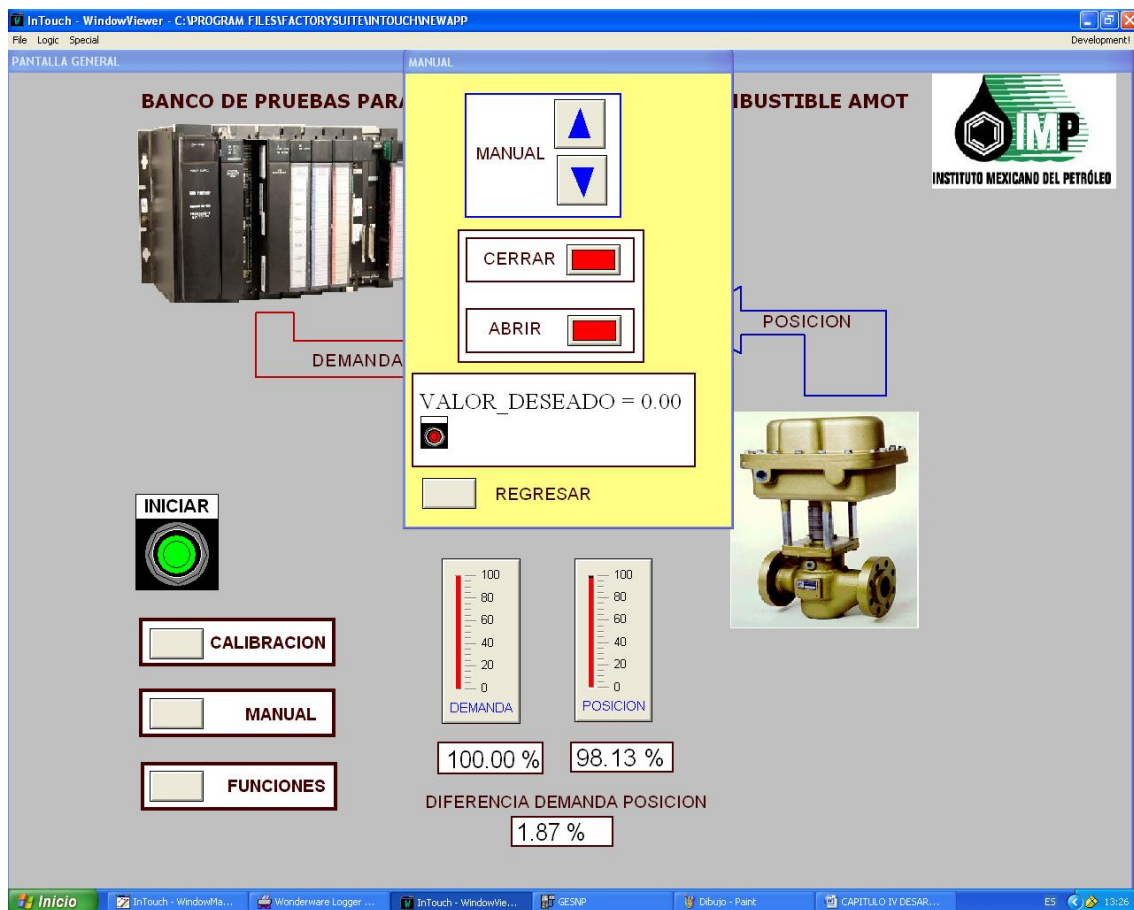 InTouch - WindowViewer - C:\PROGRAM FILES\FACTORYSUITE\INTOUCH\NEWAPP
File Logic Special
Development!
PANTALLA GENERAL
MANUAL
BANCO DE PRUEBAS PAR
MBUSTIBLE AMOT
IMP
INSTITUTO MEXICANO DEL PETRÓLEO
MANUAL
CERRAR
ABRIR
DEMANDA
POSICION
VALOR_DESEADO = 0.00
REGRESAR
INICIAR
CALIBRACION
MANUAL
FUNCIONES
100
80
60
40
20
0
DEMANDA
100
80
60
40
20
0
POSICION
100.00 %
98.13 %
DIFERENCIA DEMANDA POSICION
1.87 %
Inicio
InTouch - WindowMa...
Wonderware Logger ...
InTouch - WindowVie...
GESNP
Dibujo - Paint
CAPITULO IV DESAR...
ES
13:26